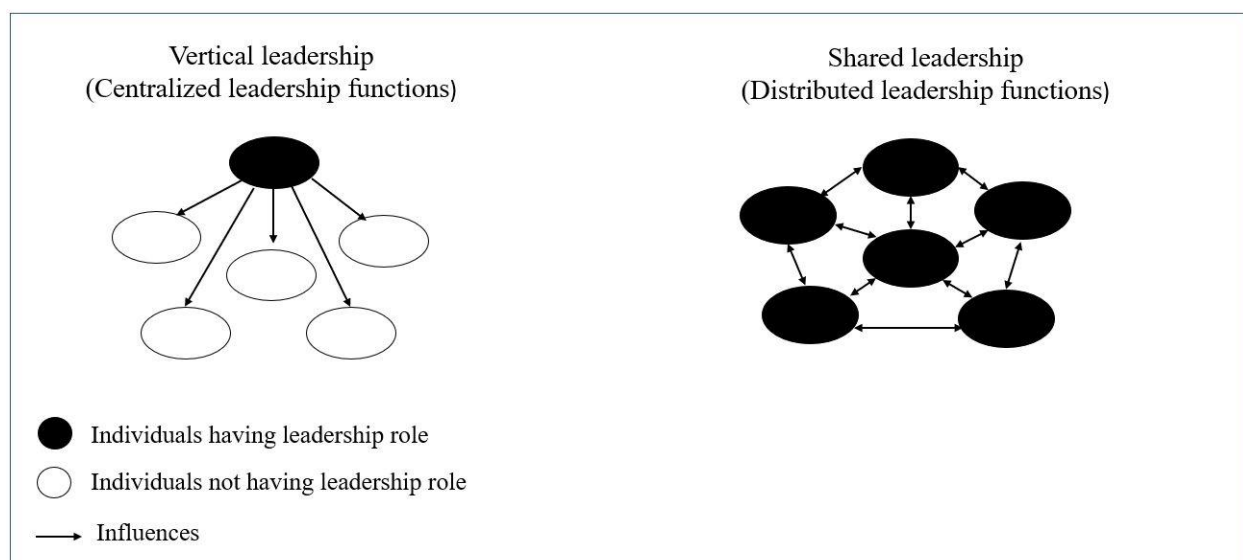 Vertical leadership
(Centralized leadership functions)
Shared leadership
(Distributed leadership functions)
Individuals having leadership role
Individuals not having leadership role
Influences